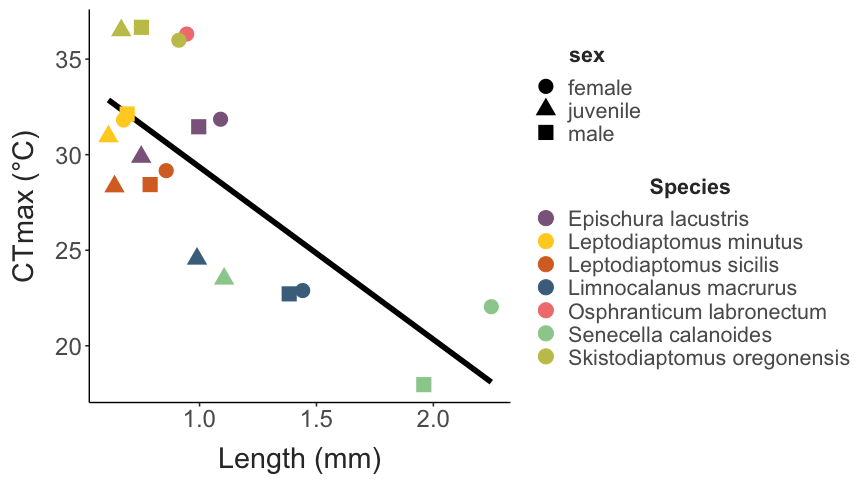 35
30
25
20
CTmax (°C)
1.0
1.5
2.0
Length (mm)
sex
female
juvenile
male
Species
Epischura lacustris
Leptodiaptomus minutus
Leptodiaptomus sicilis
Limnocalanus macrurus
Osphranticum labronectum
Senecella calanoides
Skistodiaptomus oregonensis